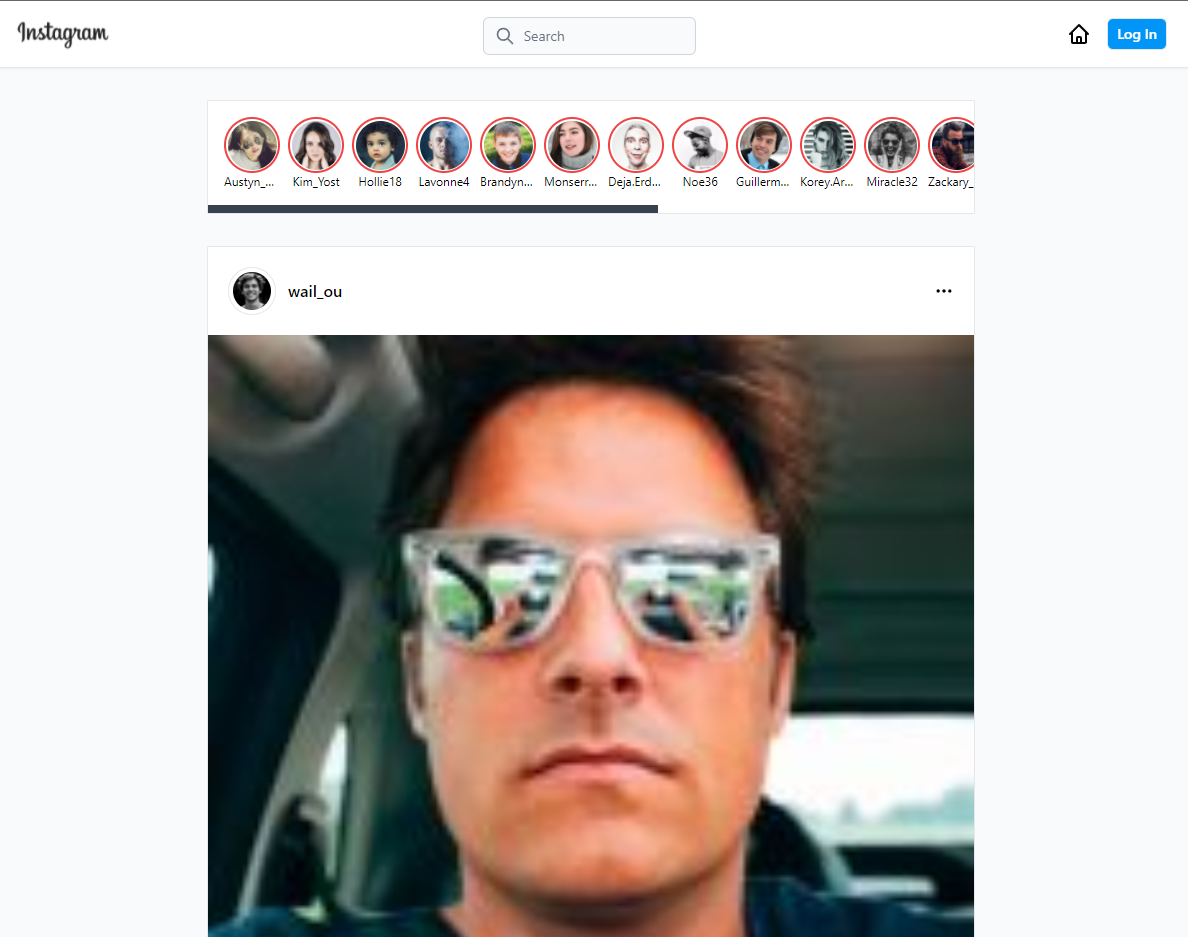 Instagram
Search
Log In
Austyn_...
Kim_Yost
Hollie18
Lavonne4
Brandyn...
Monserr...
Deja.Erd...
Noe36
Guillerm...
Korey.Ar...
Miracle32
Zackary_
wail_ou